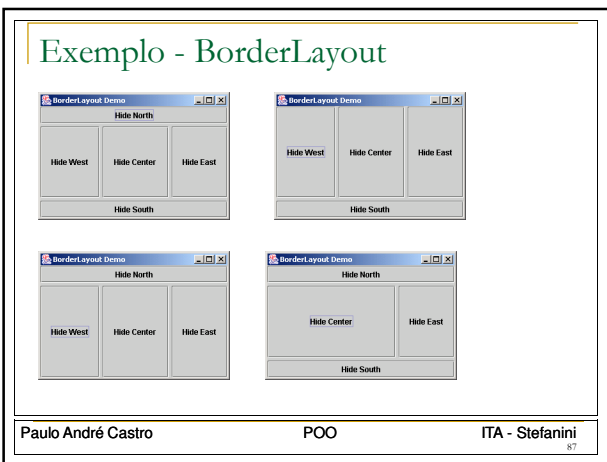 Exemplo - BorderLayout
BorderLayout Demo
Hide North
Hide West Hide Center Hide East
Hide South
BorderLayout Demo
Hide West Hide Center Hide East
Hide South
BorderLayout Demo
Hide North
Hide West Hide Center Hide East
BorderLayout Demo
Hide North
Hide Center Hide East
Hide South
Paulo André Castro POO ITA - Stefanini
87